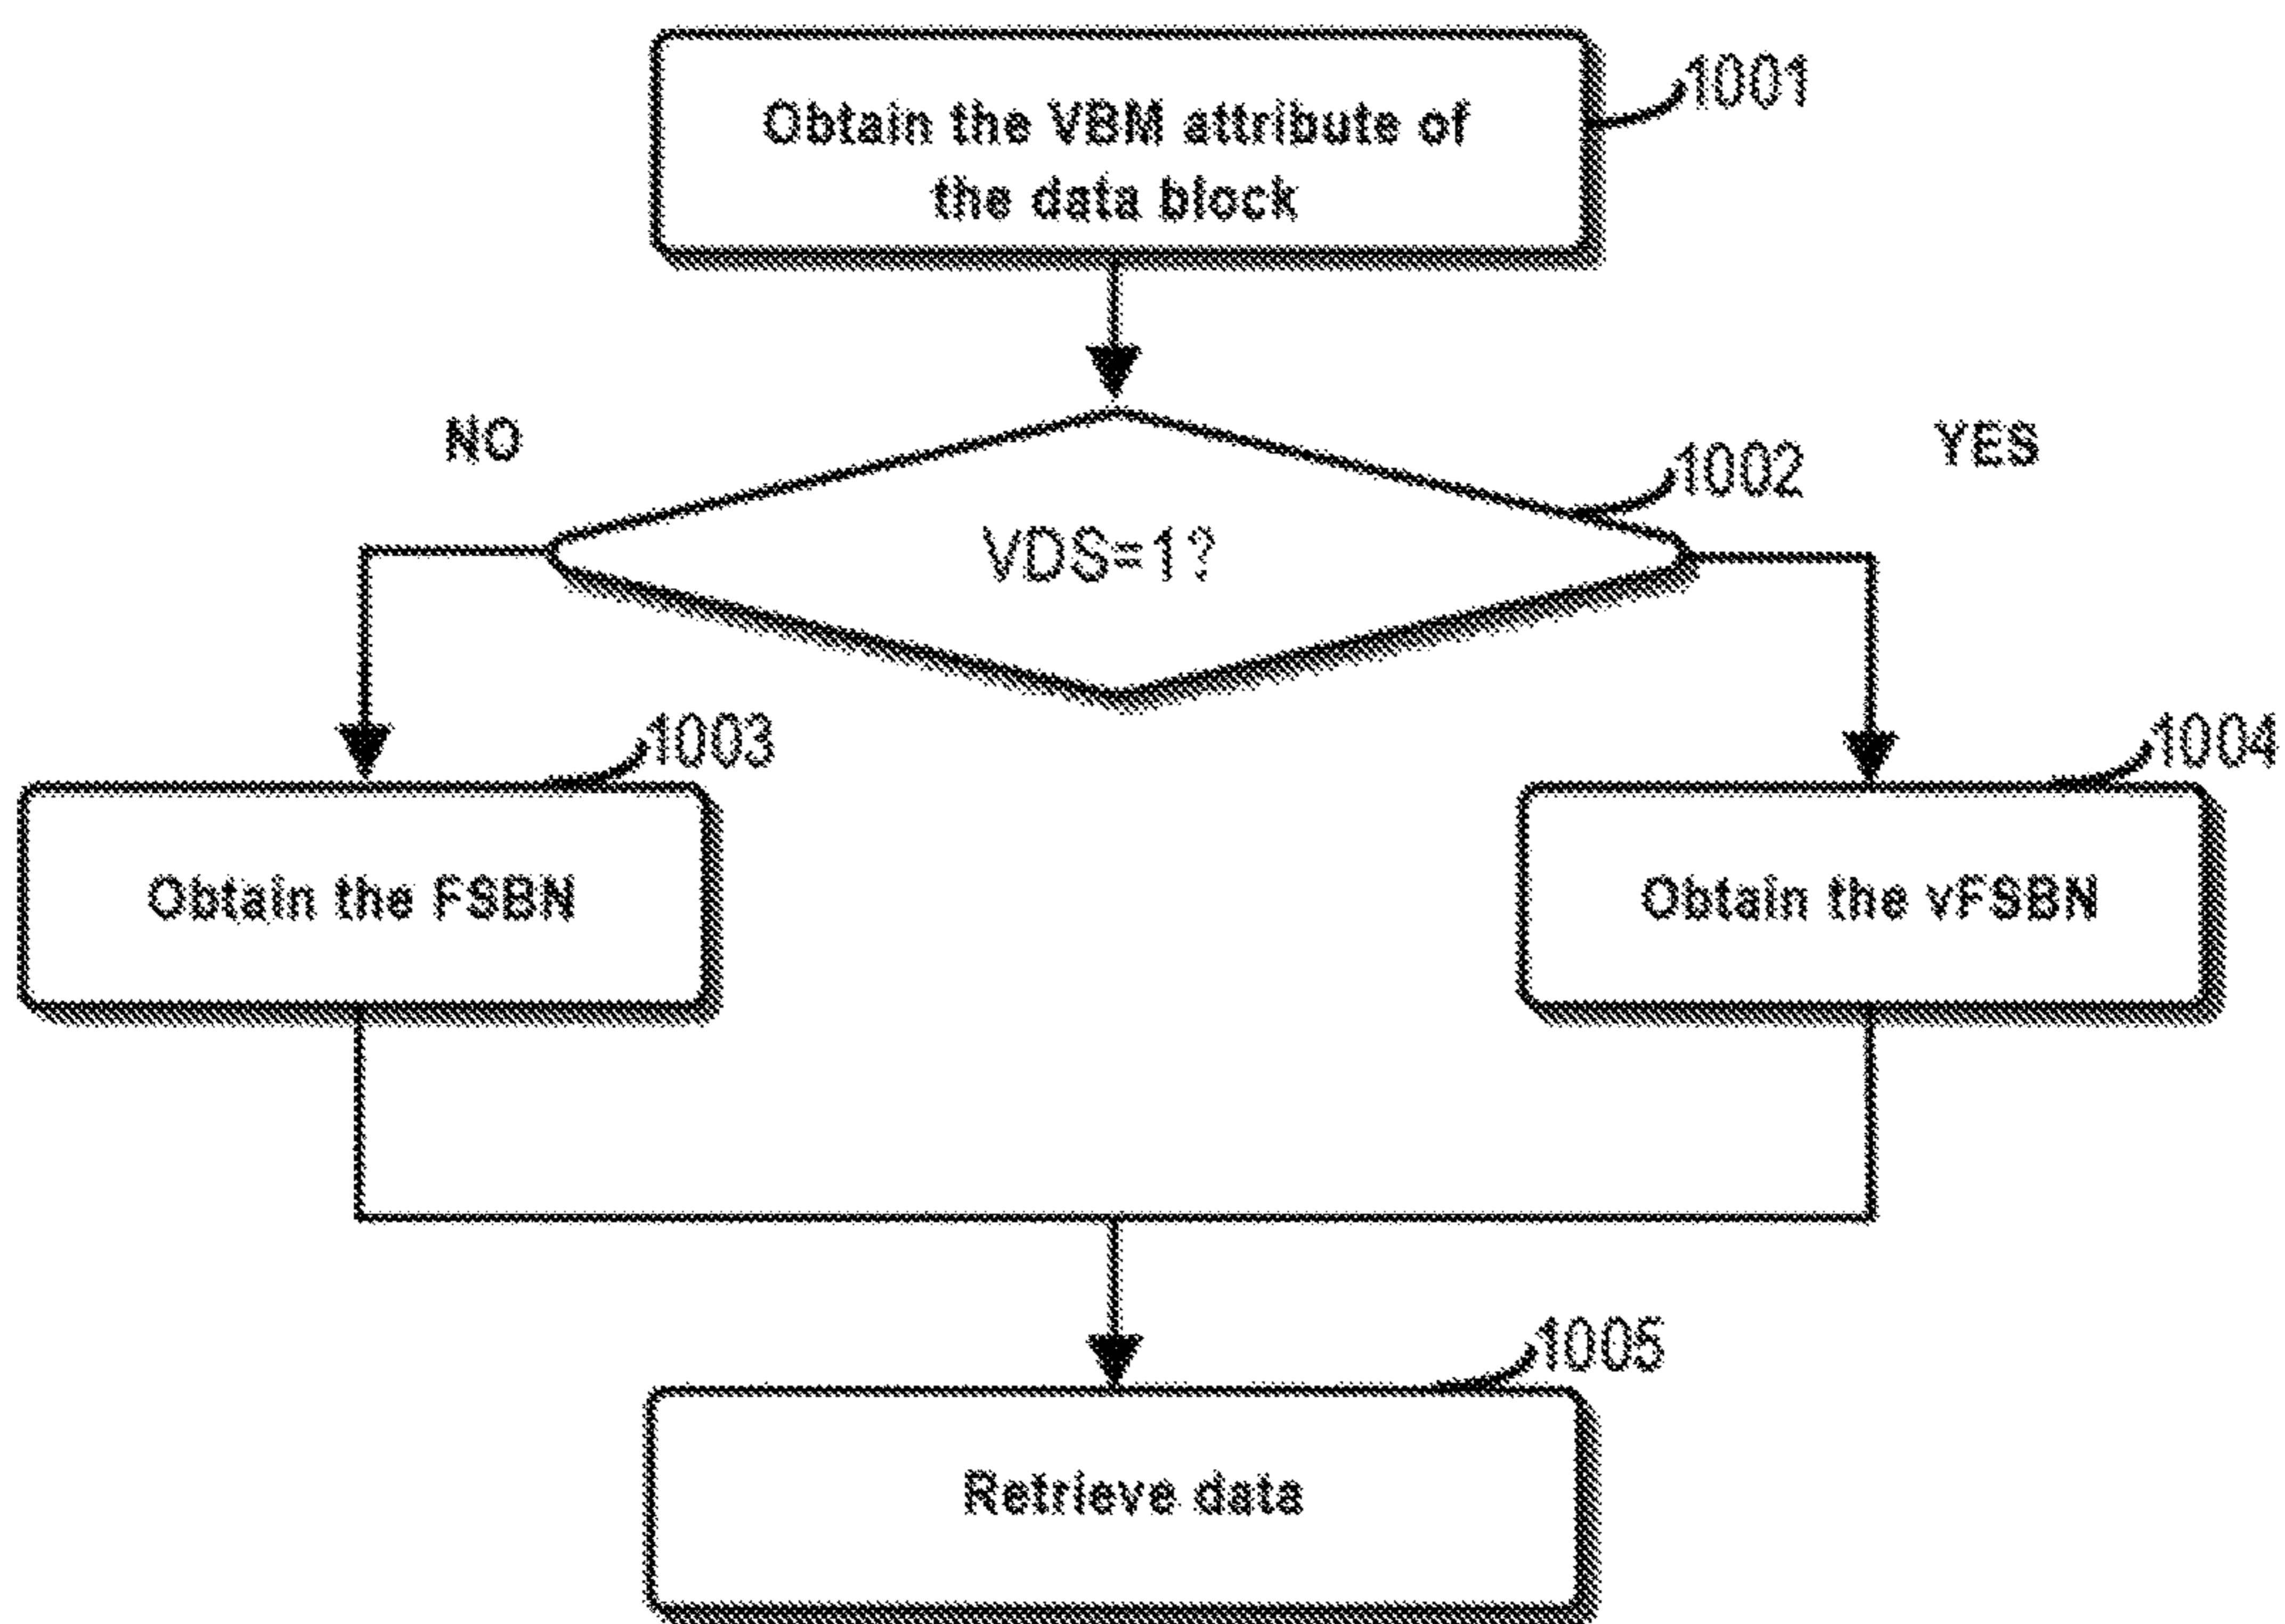 Obtain the VBM attribute of
the data block
1001
NO
YES
1002
VDS=1?
1003
1004
Obtain the FSBN
Obtain the vFSBN
1005
Retrieve data